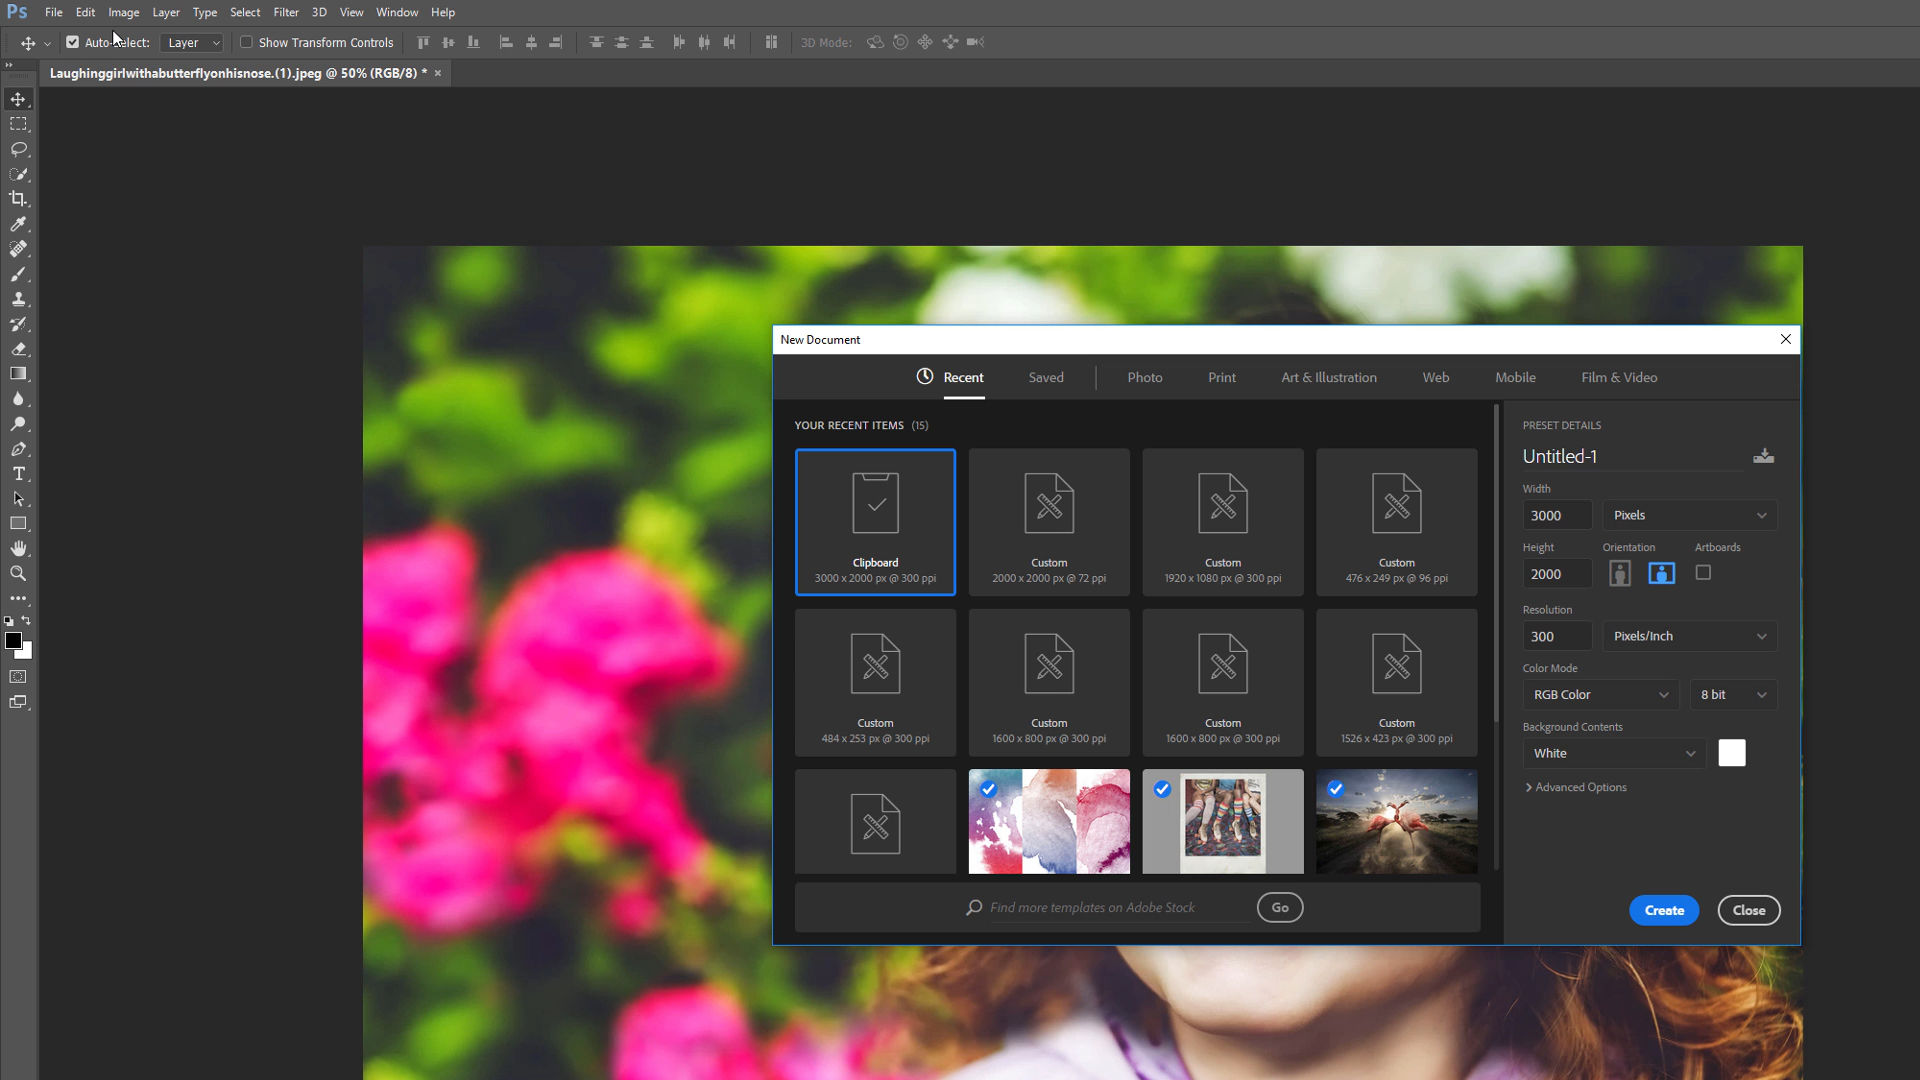 Ps File Edit Image Layer Type Select Filter 3D View Window Help
Auto-Select: Layer Show Transform Controls 3D Mode:
Laughinggirlwithabutterflyonhisnose.(1).jpeg @ 50% (RGB/8) * ×
New Document
Recent Saved Photo Print Art & Illustration Web Mobile Film & Video
YOUR RECENT ITEMS (15)
Clipboard
3000 x 2000 px @ 300 ppi
Custom
2000 x 2000 px @ 72 ppi
Custom
1920 x 1080 px @ 300 ppi
Custom
476 x 249 px @ 96 ppi
Custom
484 x 253 px @ 300 ppi
Custom
1600 x 800 px @ 300 ppi
Custom
1600 x 800 px @ 300 ppi
Custom
1526 x 423 px @ 300 ppi
Find more templates on Adobe Stock Go
PRESET DETAILS
Untitled-1
Width
3000 Pixels
Height Orientation Artboards
2000
Resolution
300 Pixels/Inch
Color Mode
RGB Color 8 bit
Background Contents
White
Advanced Options
Create Close
T